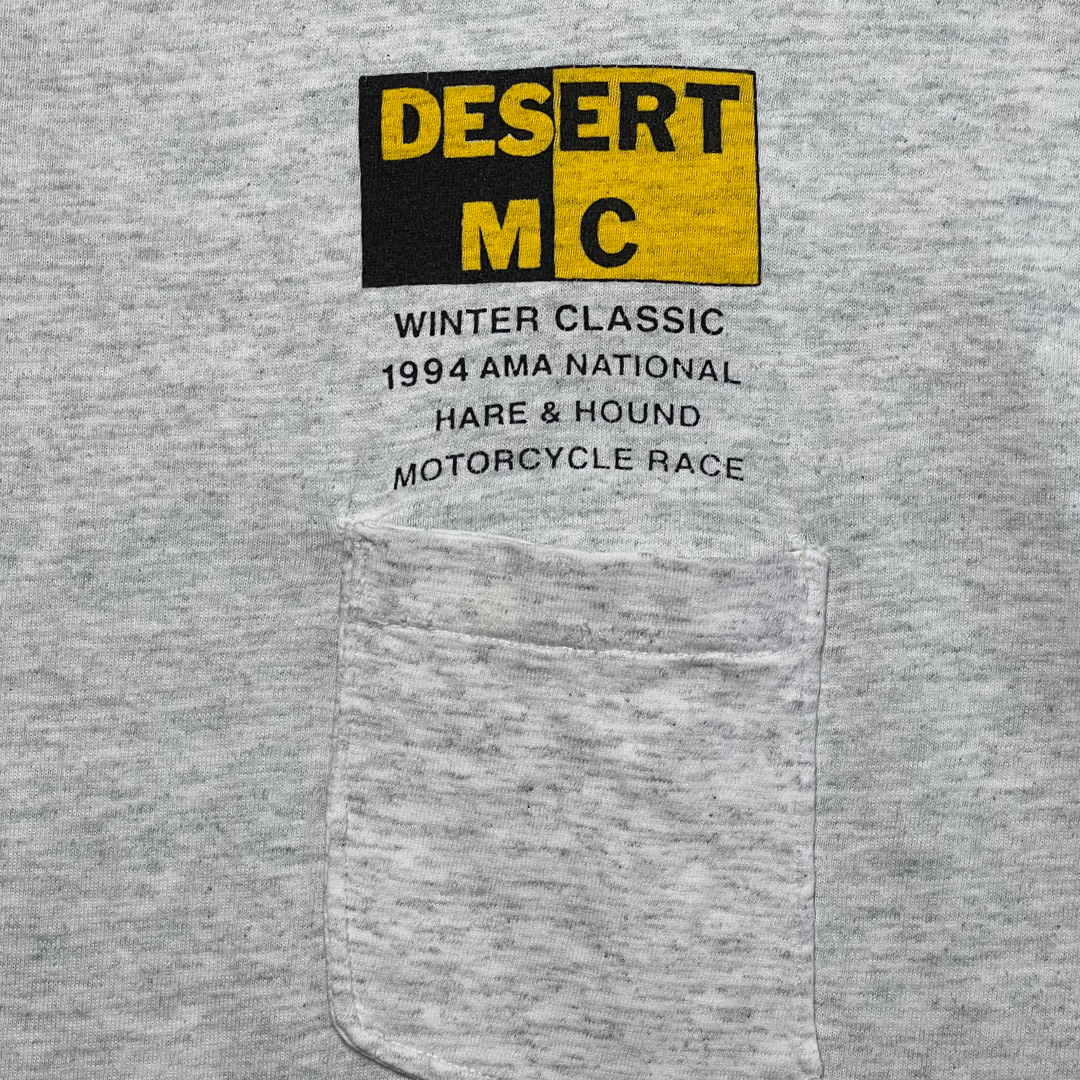 DESERT
MC
WINTER CLASSIC
1994 AMA NATIONAL
HARE & HOUND
MOTORCYCLE RACE